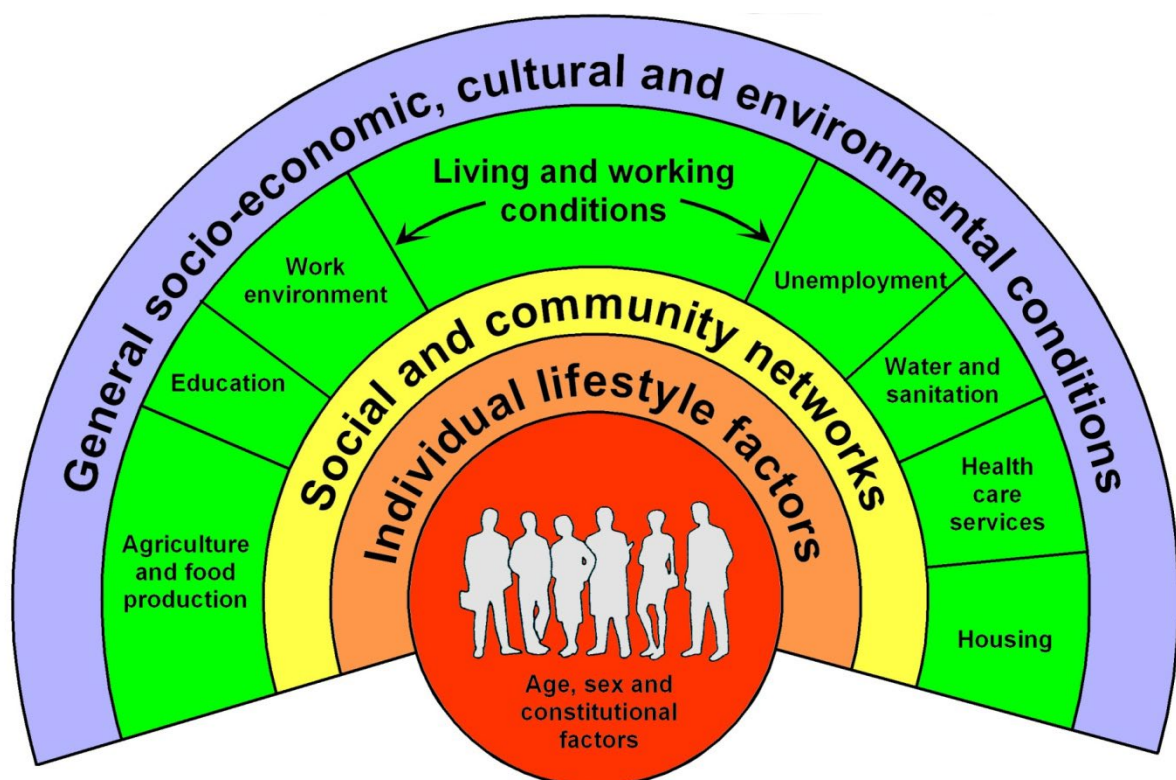 General socio-economic, cultural and environmental conditions
Living and working
conditions
Work
environment
Unemployment
Education
Water and
sanitation
Agriculture
and food
production
Health
care
services
Housing
Social and community networks
Individual lifestyle factors
Age, sex and
constitutional
factors